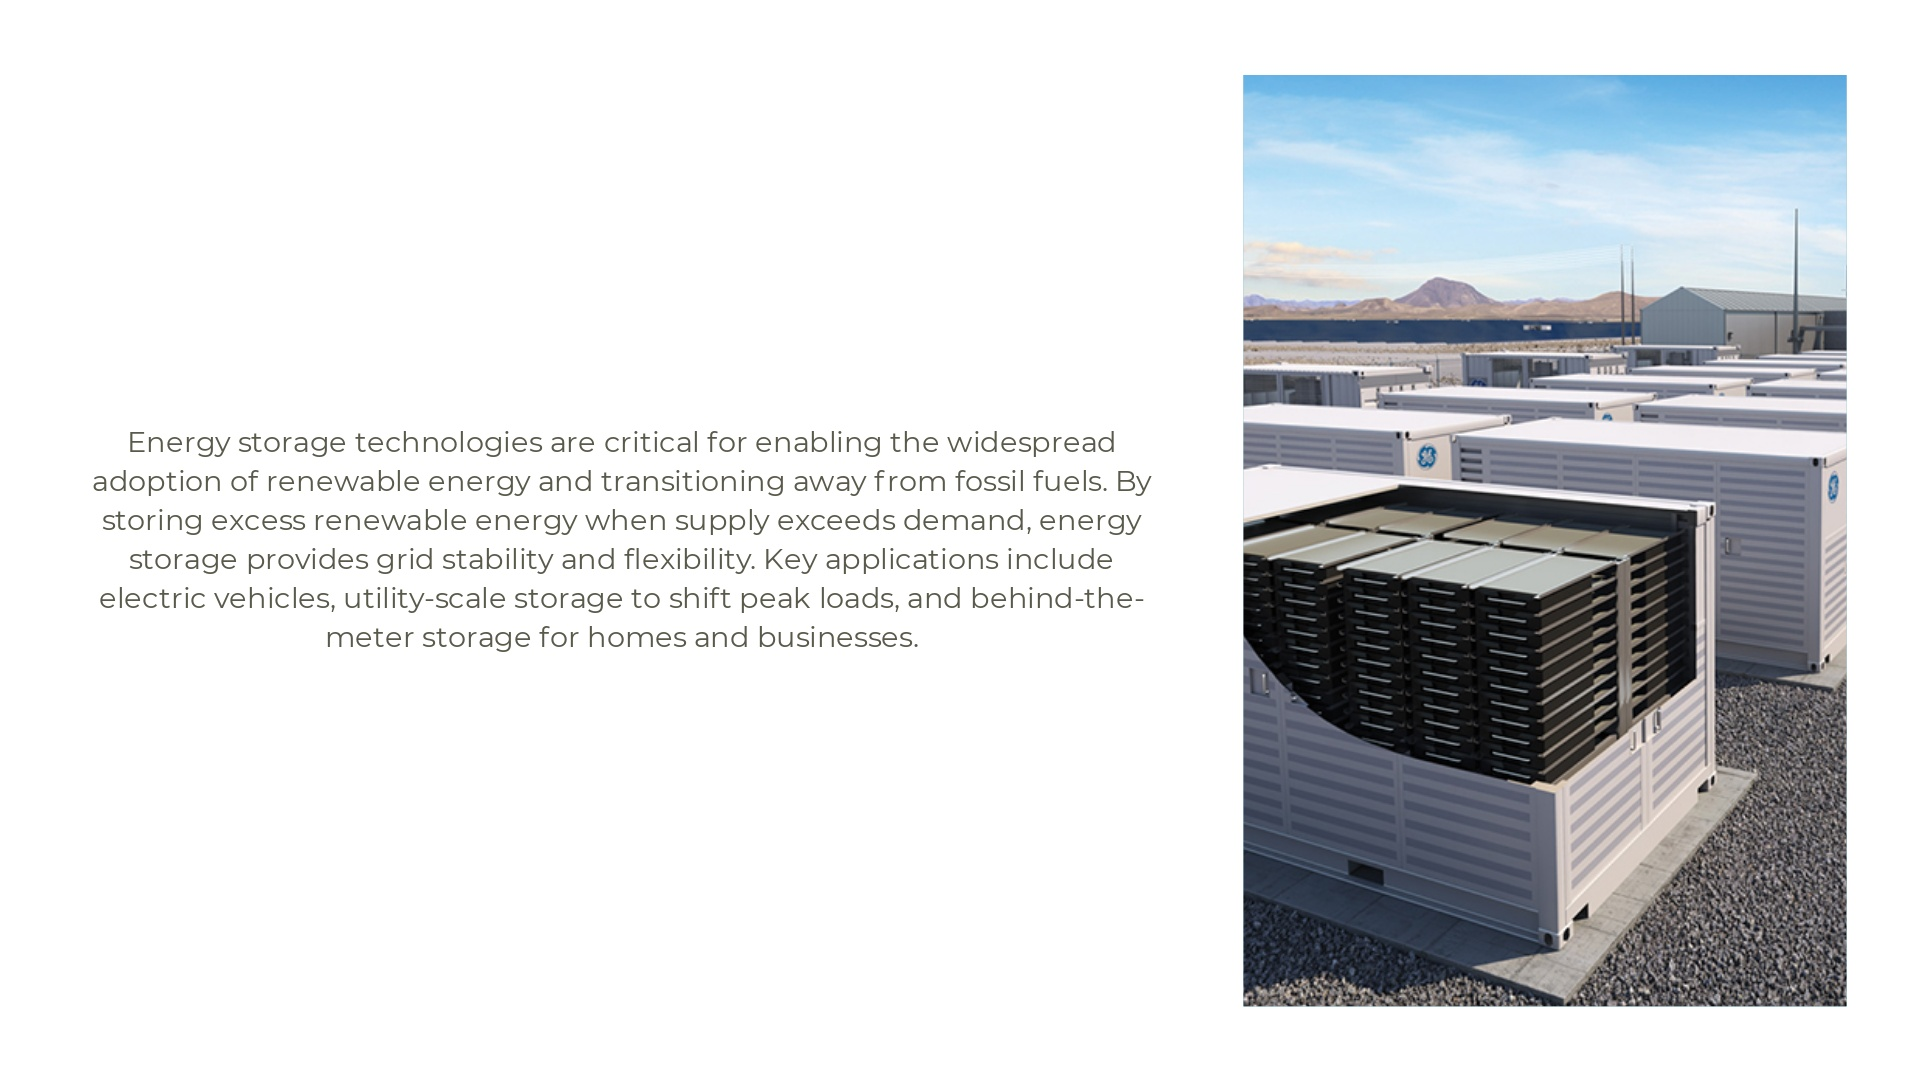 Energy storage technologies are critical for enabling the widespread
adoption of renewable energy and transitioning away from fossil fuels. By
storing excess renewable energy when supply exceeds demand, energy
storage provides grid stability and flexibility. Key applications include
electric vehicles, utility-scale storage to shift peak loads, and behind-the-
meter storage for homes and businesses.